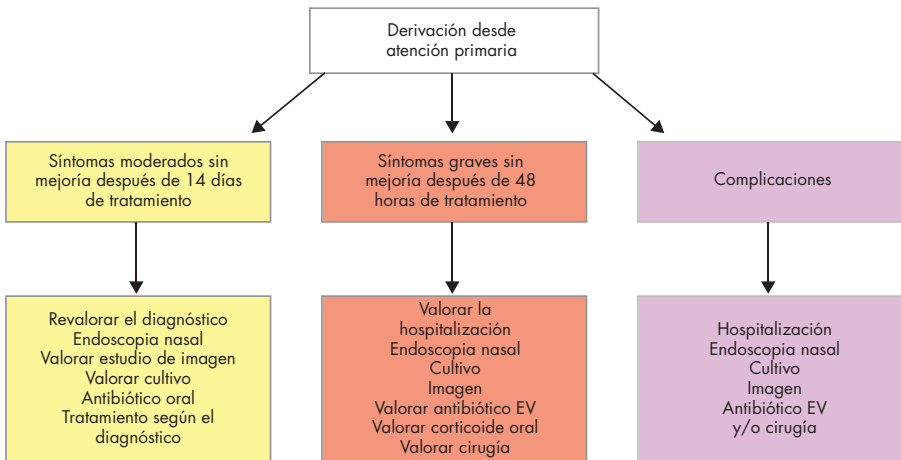 Derivación desde
atención primaria
Síntomas moderados sin
mejoría después de 14 días
de tratamiento
Síntomas graves sin
mejoría después de 48
horas de tratamiento
Complicaciones
Revalorar el diagnóstico
Endoscopia nasal
Valorar estudio de imagen
Valorar cultivo
Antibiótico oral
Tratamiento según el
diagnóstico
Valorar la
hospitalización
Endoscopia nasal
Cultivo
Imagen
Valorar antibiótico EV
Valorar corticoide oral
Valorar cirugía
Hospitalización
Endoscopia nasal
Cultivo
Imagen
Antibiótico EV
y/o cirugía